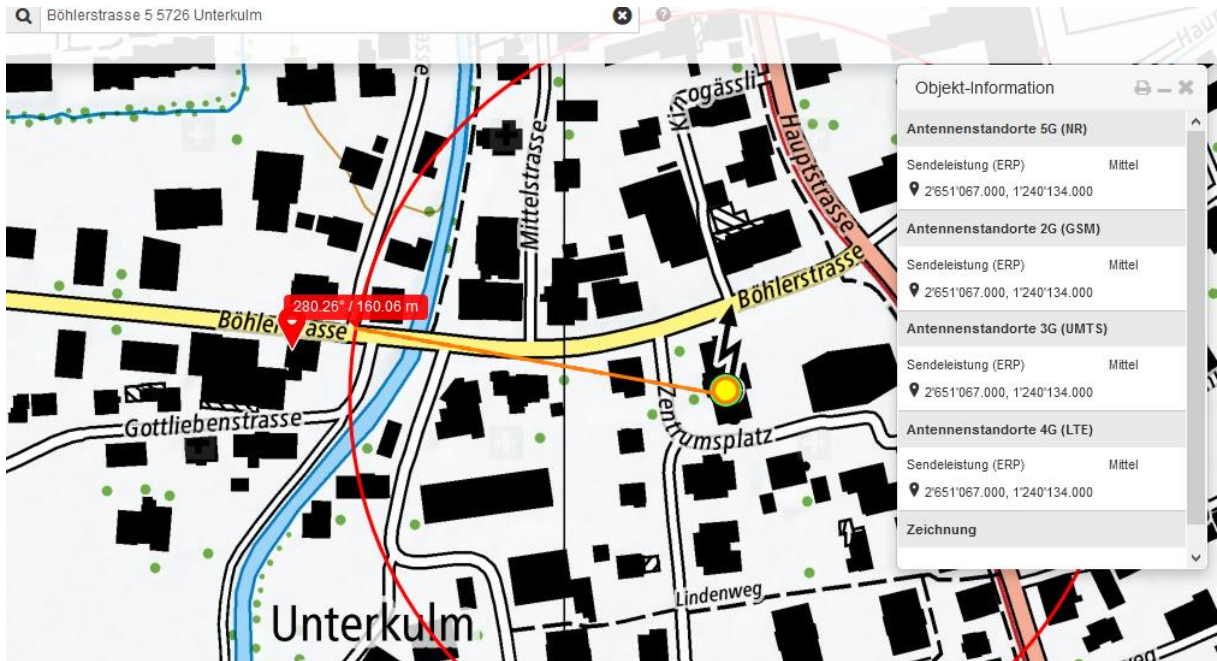 Böhlerstrasse 5 5726 Unterkulm
Objekt-Information
Antennenstandorte 5G (NR)
Sendeleistung (ERP) Mittel
2'651'067.000, 1'240'134.000
Antennenstandorte 2G (GSM)
Sendeleistung (ERP) Mittel
2'651'067.000, 1'240'134.000
Antennenstandorte 3G (UMTS)
Sendeleistung (ERP) Mittel
2'651'067.000, 1'240'134.000
Antennenstandorte 4G (LTE)
Sendeleistung (ERP) Mittel
2'651'067.000, 1'240'134.000
Zeichnung
Hauptstrasse
Mittelstrasse
280.26° / 160.06 m
Böhlerstrasse
Gottliebenstrasse
Zentrumsplatz
Lindenweg
Unterkulm